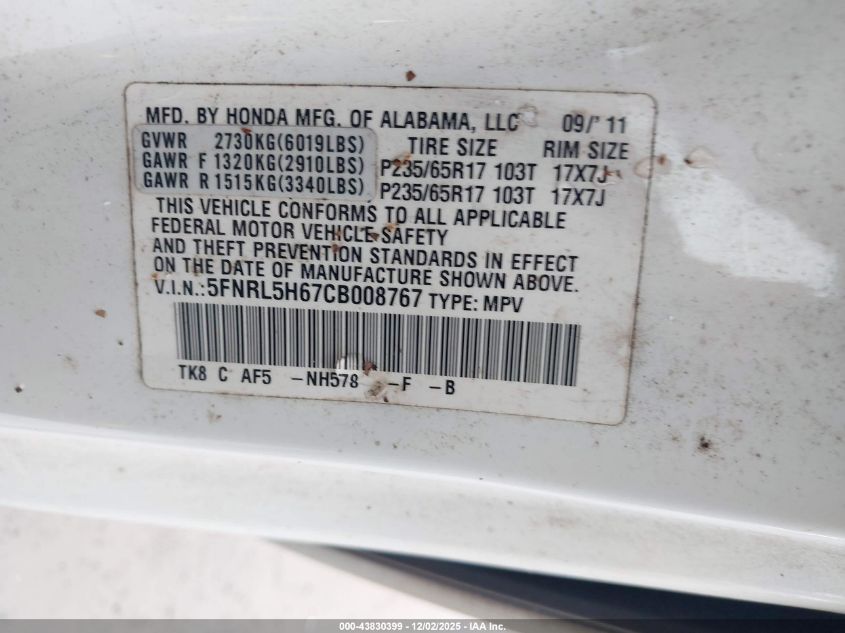 MFD. BY HONDA MFG. OF ALABAMA, LLC 09/'11
GVWR 2730KG(6019LBS) TIRE SIZE RIM SIZE
GAWR F 1320KG(2910LBS) P235/65R17 103T 17X7J
GAWR R 1515KG(3340LBS) P235/65R17 103T 17X7J
THIS VEHICLE CONFORMS TO ALL APPLICABLE
FEDERAL MOTOR VEHICLE SAFETY
AND THEFT PREVENTION STANDARDS IN EFFECT
ON THE DATE OF MANUFACTURE SHOWN ABOVE.
V.I.N.: 5FNRL5H67CB008767 TYPE: MPV
TK8 C AF5 -NH578 -F -B
000-43830399 - 12/02/2025 - IAA Inc.